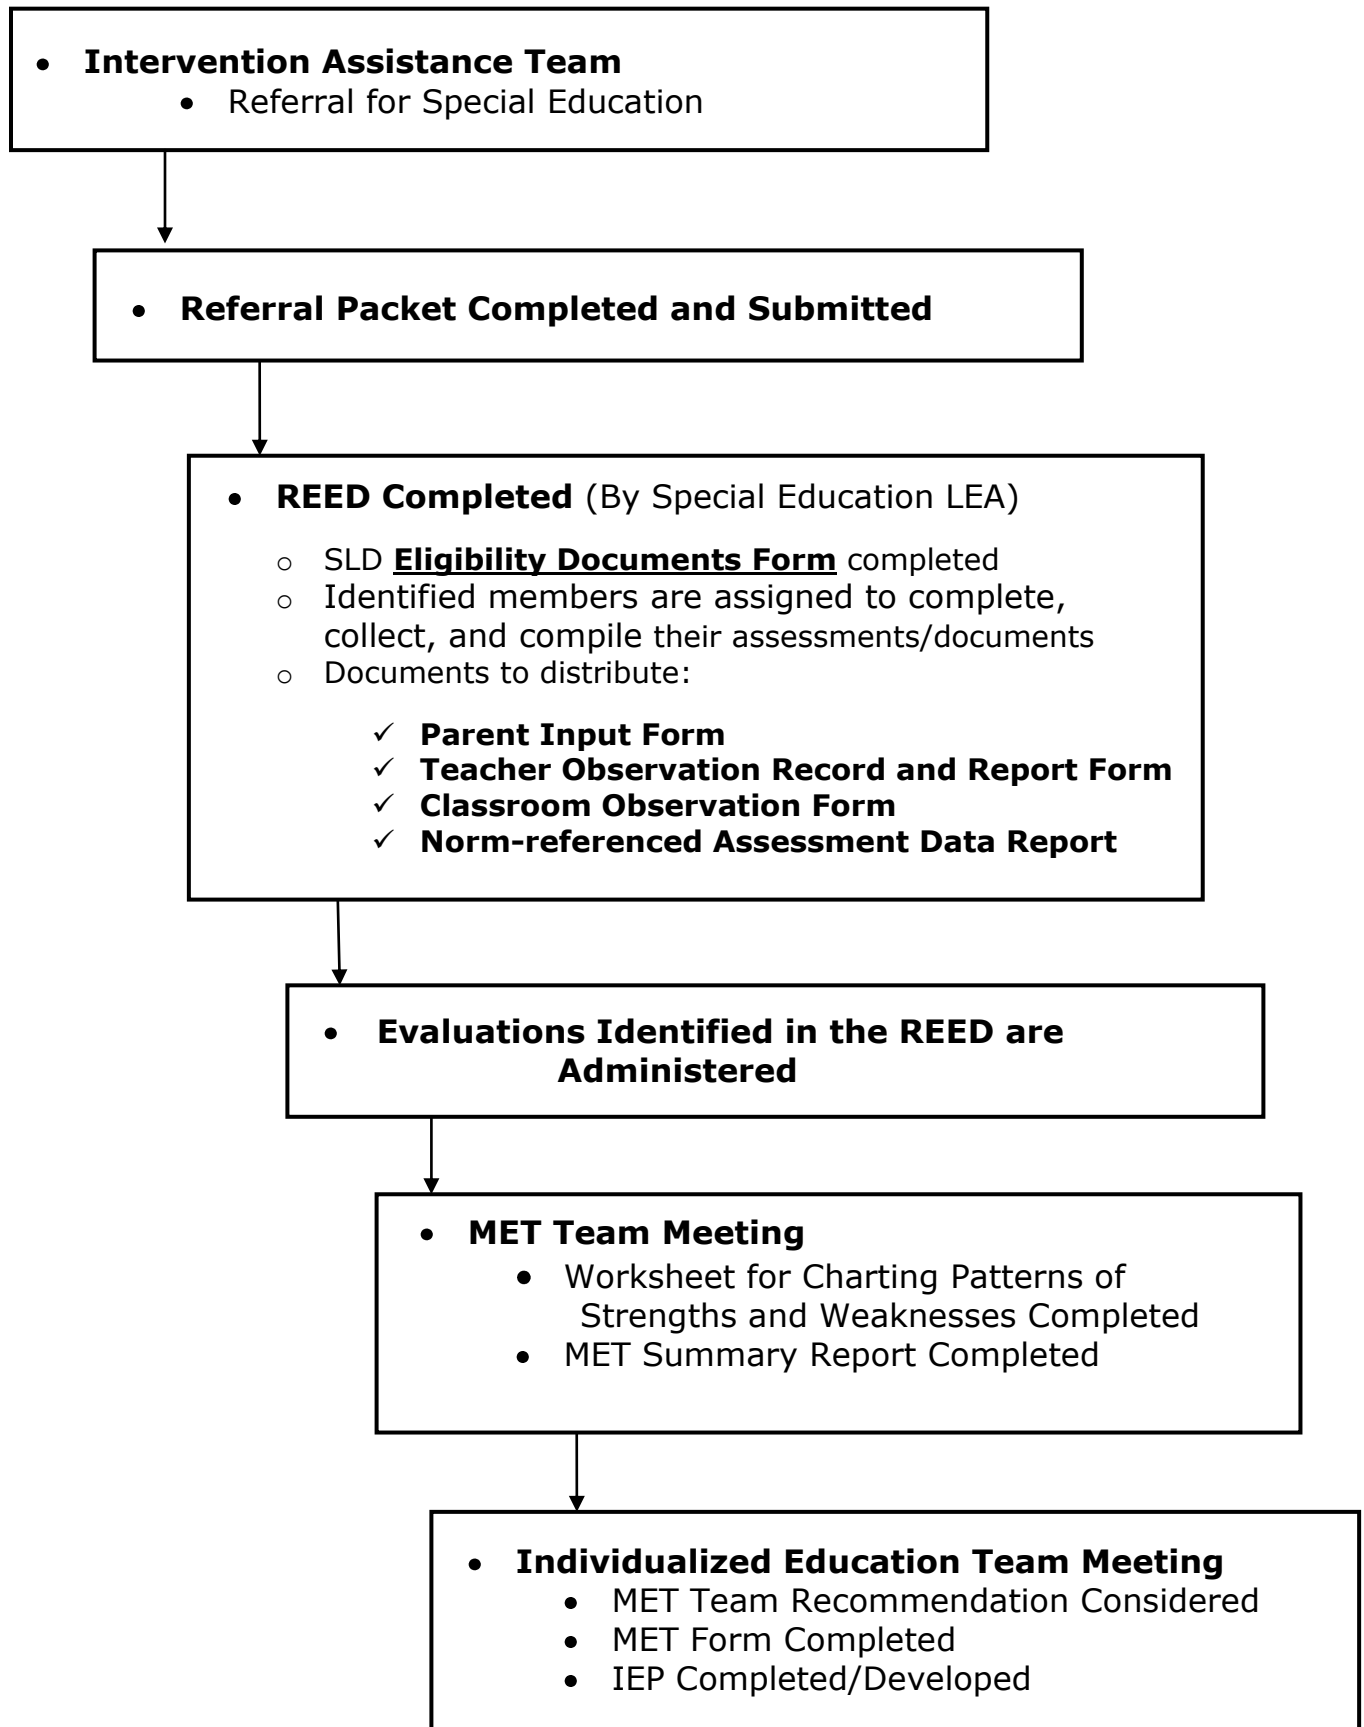 • Intervention Assistance Team
• Referral for Special Education
• Referral Packet Completed and Submitted
• REED Completed (By Special Education LEA)
○ SLD Eligibility Documents Form completed
○ Identified members are assigned to complete,
collect, and compile their assessments/documents
○ Documents to distribute:
✓ Parent Input Form
✓ Teacher Observation Record and Report Form
✓ Classroom Observation Form
✓ Norm-referenced Assessment Data Report
• Evaluations Identified in the REED are
Administered
• MET Team Meeting
• Worksheet for Charting Patterns of
Strengths and Weaknesses Completed
• MET Summary Report Completed
• Individualized Education Team Meeting
• MET Team Recommendation Considered
• MET Form Completed
• IEP Completed/Developed